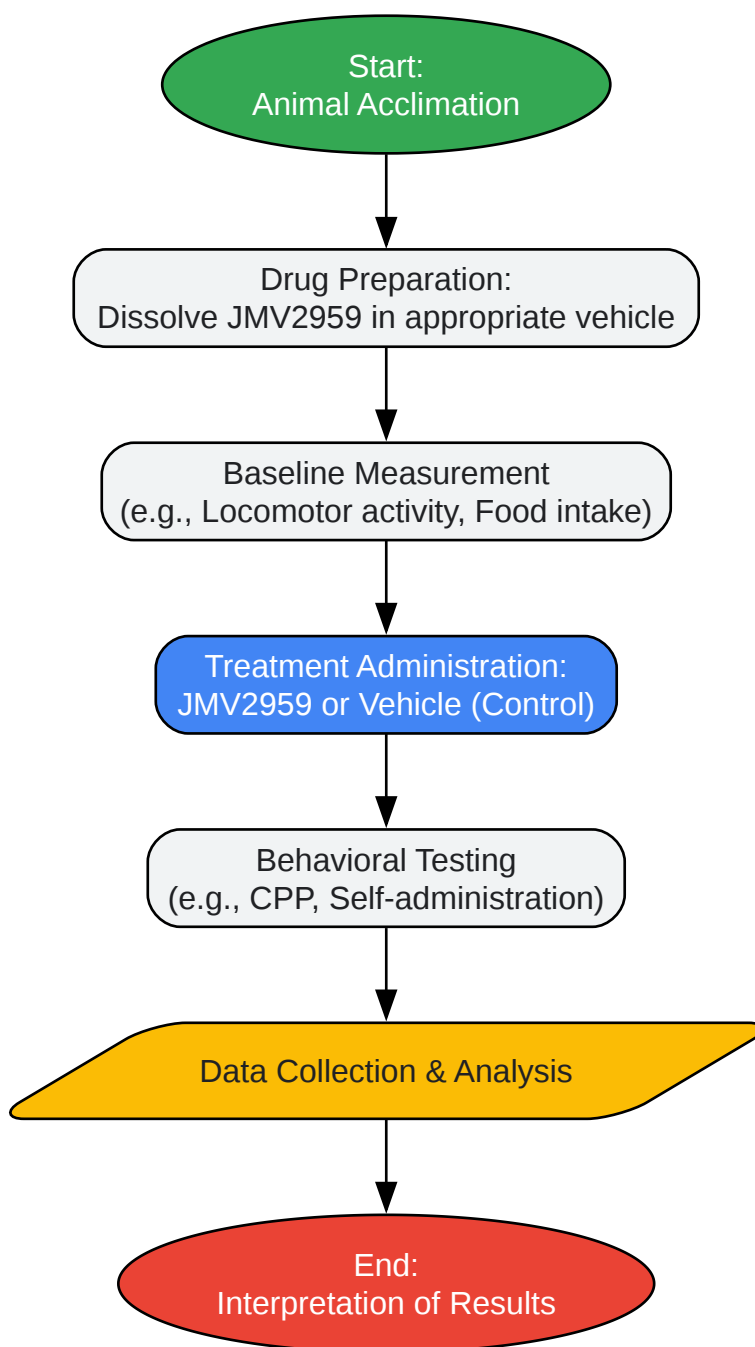 Start:
Animal Acclimation
Drug Preparation:
Dissolve JMV2959 in appropriate vehicle
Baseline Measurement
(e.g., Locomotor activity, Food intake)
Treatment Administration:
JMV2959 or Vehicle (Control)
Behavioral Testing
(e.g., CPP, Self-administration)
Data Collection & Analysis
End:
Interpretation of Results